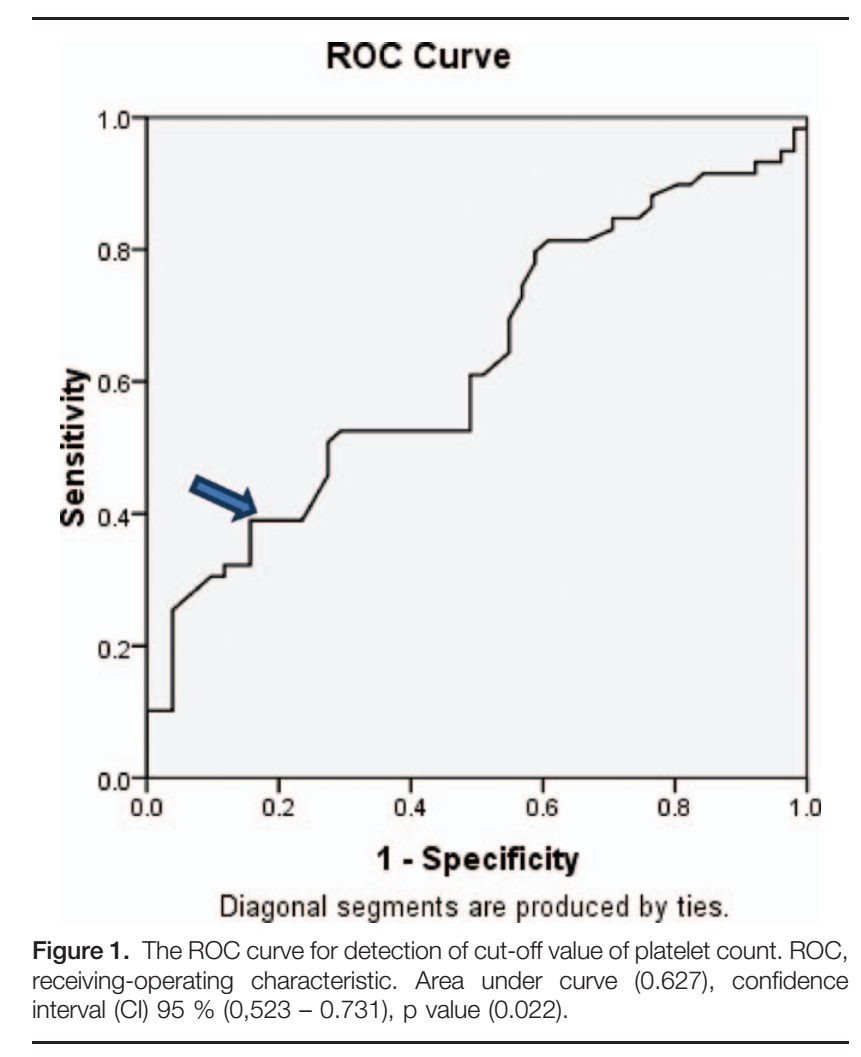 ROC Curve
1.0
0.8
0.6
0.4
0.2
0.0
Sensitivity
0.0 0.2 0.4 0.6 0.8 1.0
1 - Specificity
Diagonal segments are produced by ties.
Figure 1. The ROC curve for detection of cut-off value of platelet count. ROC,
receiving-operating characteristic. Area under curve (0.627), confidence
interval (CI) 95 % (0,523 – 0.731), p value (0.022).